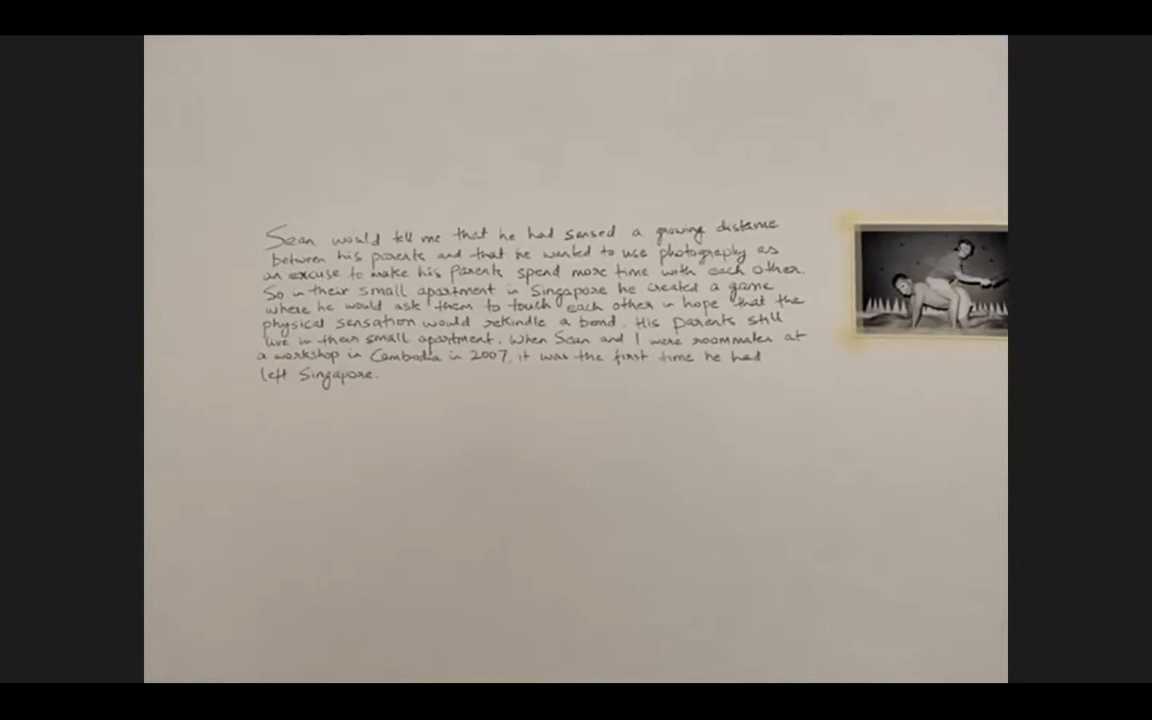 Sean would tell me that he had sensed a growing distance
between his parents and that he wanted to use photography as
an excuse to make his parents spend more time with each other.
So in their small apartment in Singapore he created a game
where he would ask them to touch each other in hope that the
physical sensation would rekindle a bond. His parents still
live in their small apartment. When Sean and I were roommates at
a workshop in Cambodia in 2007, it was the first time he had
left Singapore.